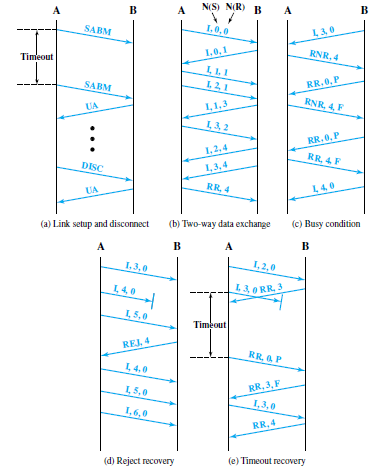 N(S) N(R)
A B A B A B
SABM
Timeout
SABM
UA
DISC
UA
I, 0, 0
I, 0, 1
I, 1, 1
I, 2, 1
I, 1, 3
I, 3, 2
I, 2, 4
I, 3, 4
RR, 4
I, 3, 0
RNR, 4
RR, 0, P
RNR, 4, F
RR, 0, P
RR, 4, F
I, 4, 0
(a) Link setup and disconnect (b) Two-way data exchange (c) Busy condition
A B A B
I, 3, 0
I, 4, 0
I, 5, 0
REJ, 4
I, 4, 0
I, 5, 0
I, 6, 0
I, 2, 0
I, 3, 0 RR, 3
Timeout
RR, 0, P
RR, 3, F
I, 3, 0
RR, 4
(d) Reject recovery (e) Timeout recovery